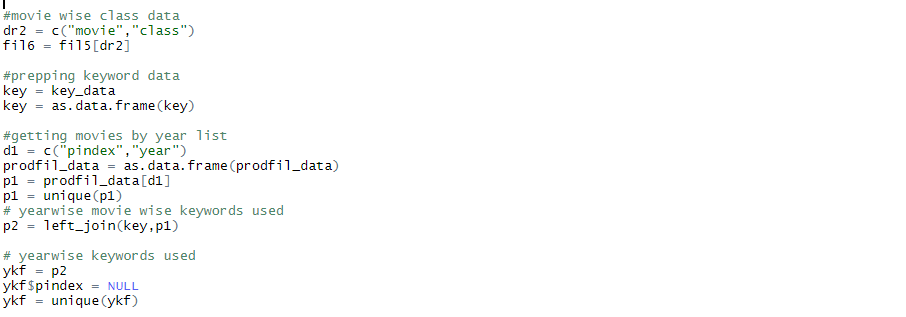 #movie wise class data
dr2 = c("movie","class")
fil6 = fil5[dr2]
#prepping keyword data
key = key_data
key = as.data.frame(key)
#getting movies by year list
d1 = c("pindex","year")
prodfil_data = as.data.frame(prodfil_data)
p1 = prodfil_data[d1]
p1 = unique(p1)
# yearwise movie wise keywords used
p2 = left_join(key,p1)
# yearwise keywords used
ykf = p2
ykf$pindex = NULL
ykf = unique(ykf)